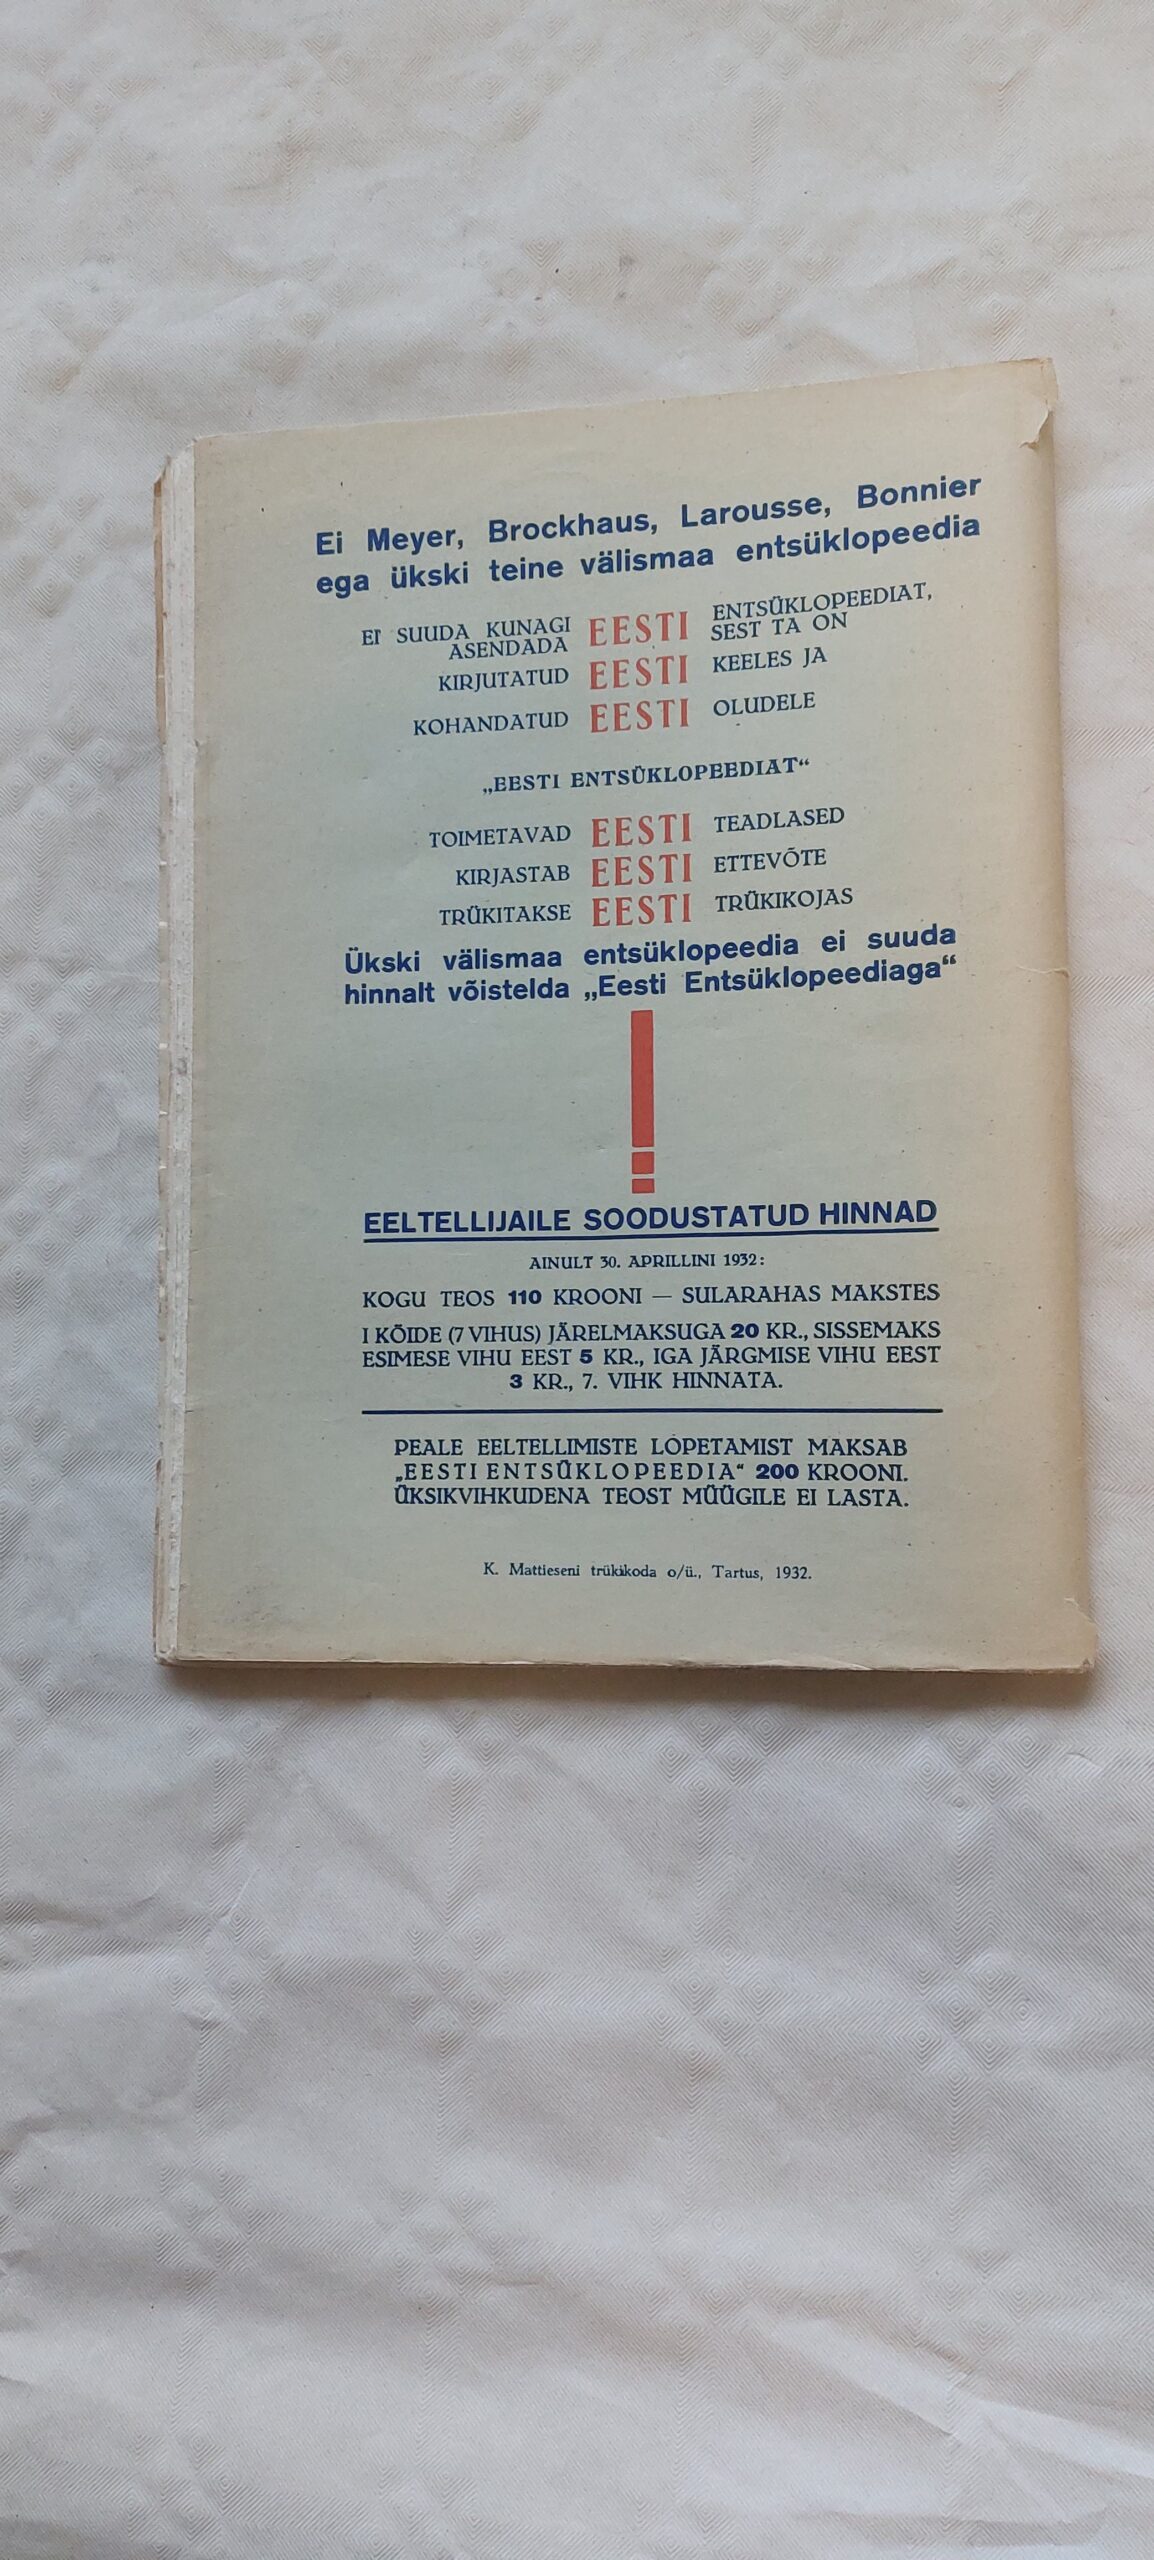 Ei Meyer, Brockhaus, Larousse, Bonnier
ega ükski teine välismaa entsüklopeedia
EI SUUDA KUNAGI ASENDADA EESTI ENTSÜKLOPEEDIAT, SEST TA ON
KIRJUTATUD EESTI KEELES JA
KOHANDATUD EESTI OLUDELE
„EESTI ENTSÜKLOPEEDIAT“
TOIMETAVAD EESTI TEADLASED
KIRJASTAB EESTI ETTEVÕTE
TRÜKITAKSE EESTI TRÜKIKOJAS
Ükski välismaa entsüklopeedia ei suuda
hinnalt võistelda „Eesti Entsüklopeediaga“
!
EELTELLIJAILE SOODUSTATUD HINNAD
AINULT 30. APRILLINI 1932:
KOGU TEOS 110 KROONI — SULARAHAS MAKSTES
I KÖIDE (7 VIHUS) JÄRELMAKSUGA 20 KR., SISSEMAKS
ESIMESE VIHU EEST 5 KR., IGA JÄRGMISE VIHU EEST
3 KR., 7. VIHK HINNATA.
PEALE EELTELLIMISTE LÕPETAMIST MAKSAB
„EESTI ENTSÜKLOPEEDIA“ 200 KROONI.
ÜKSIKVIHKUDENA TEOST MÜÜGILE EI LASTA.
K. Mattieseni trükikoda o/ü., Tartus, 1932.